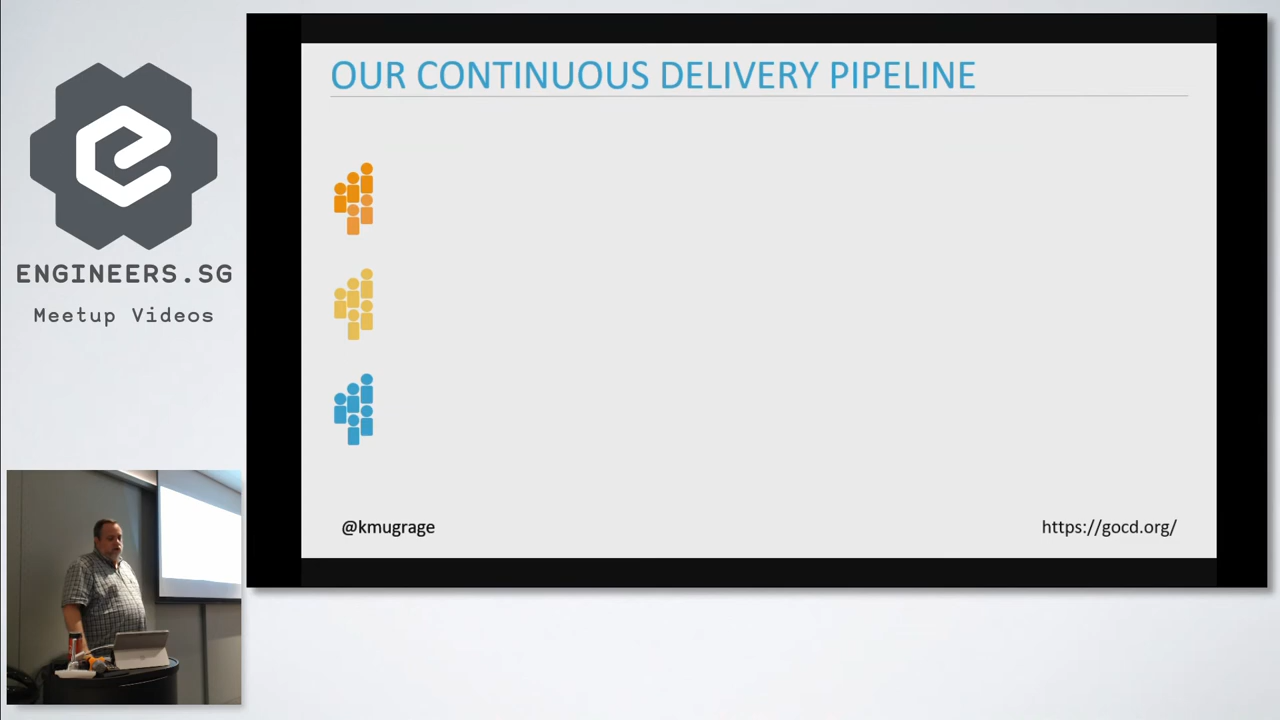 OUR CONTINUOUS DELIVERY PIPELINE
ENGINEERS.SG
Meetup Videos
@kmugrage
https://gocd.org/